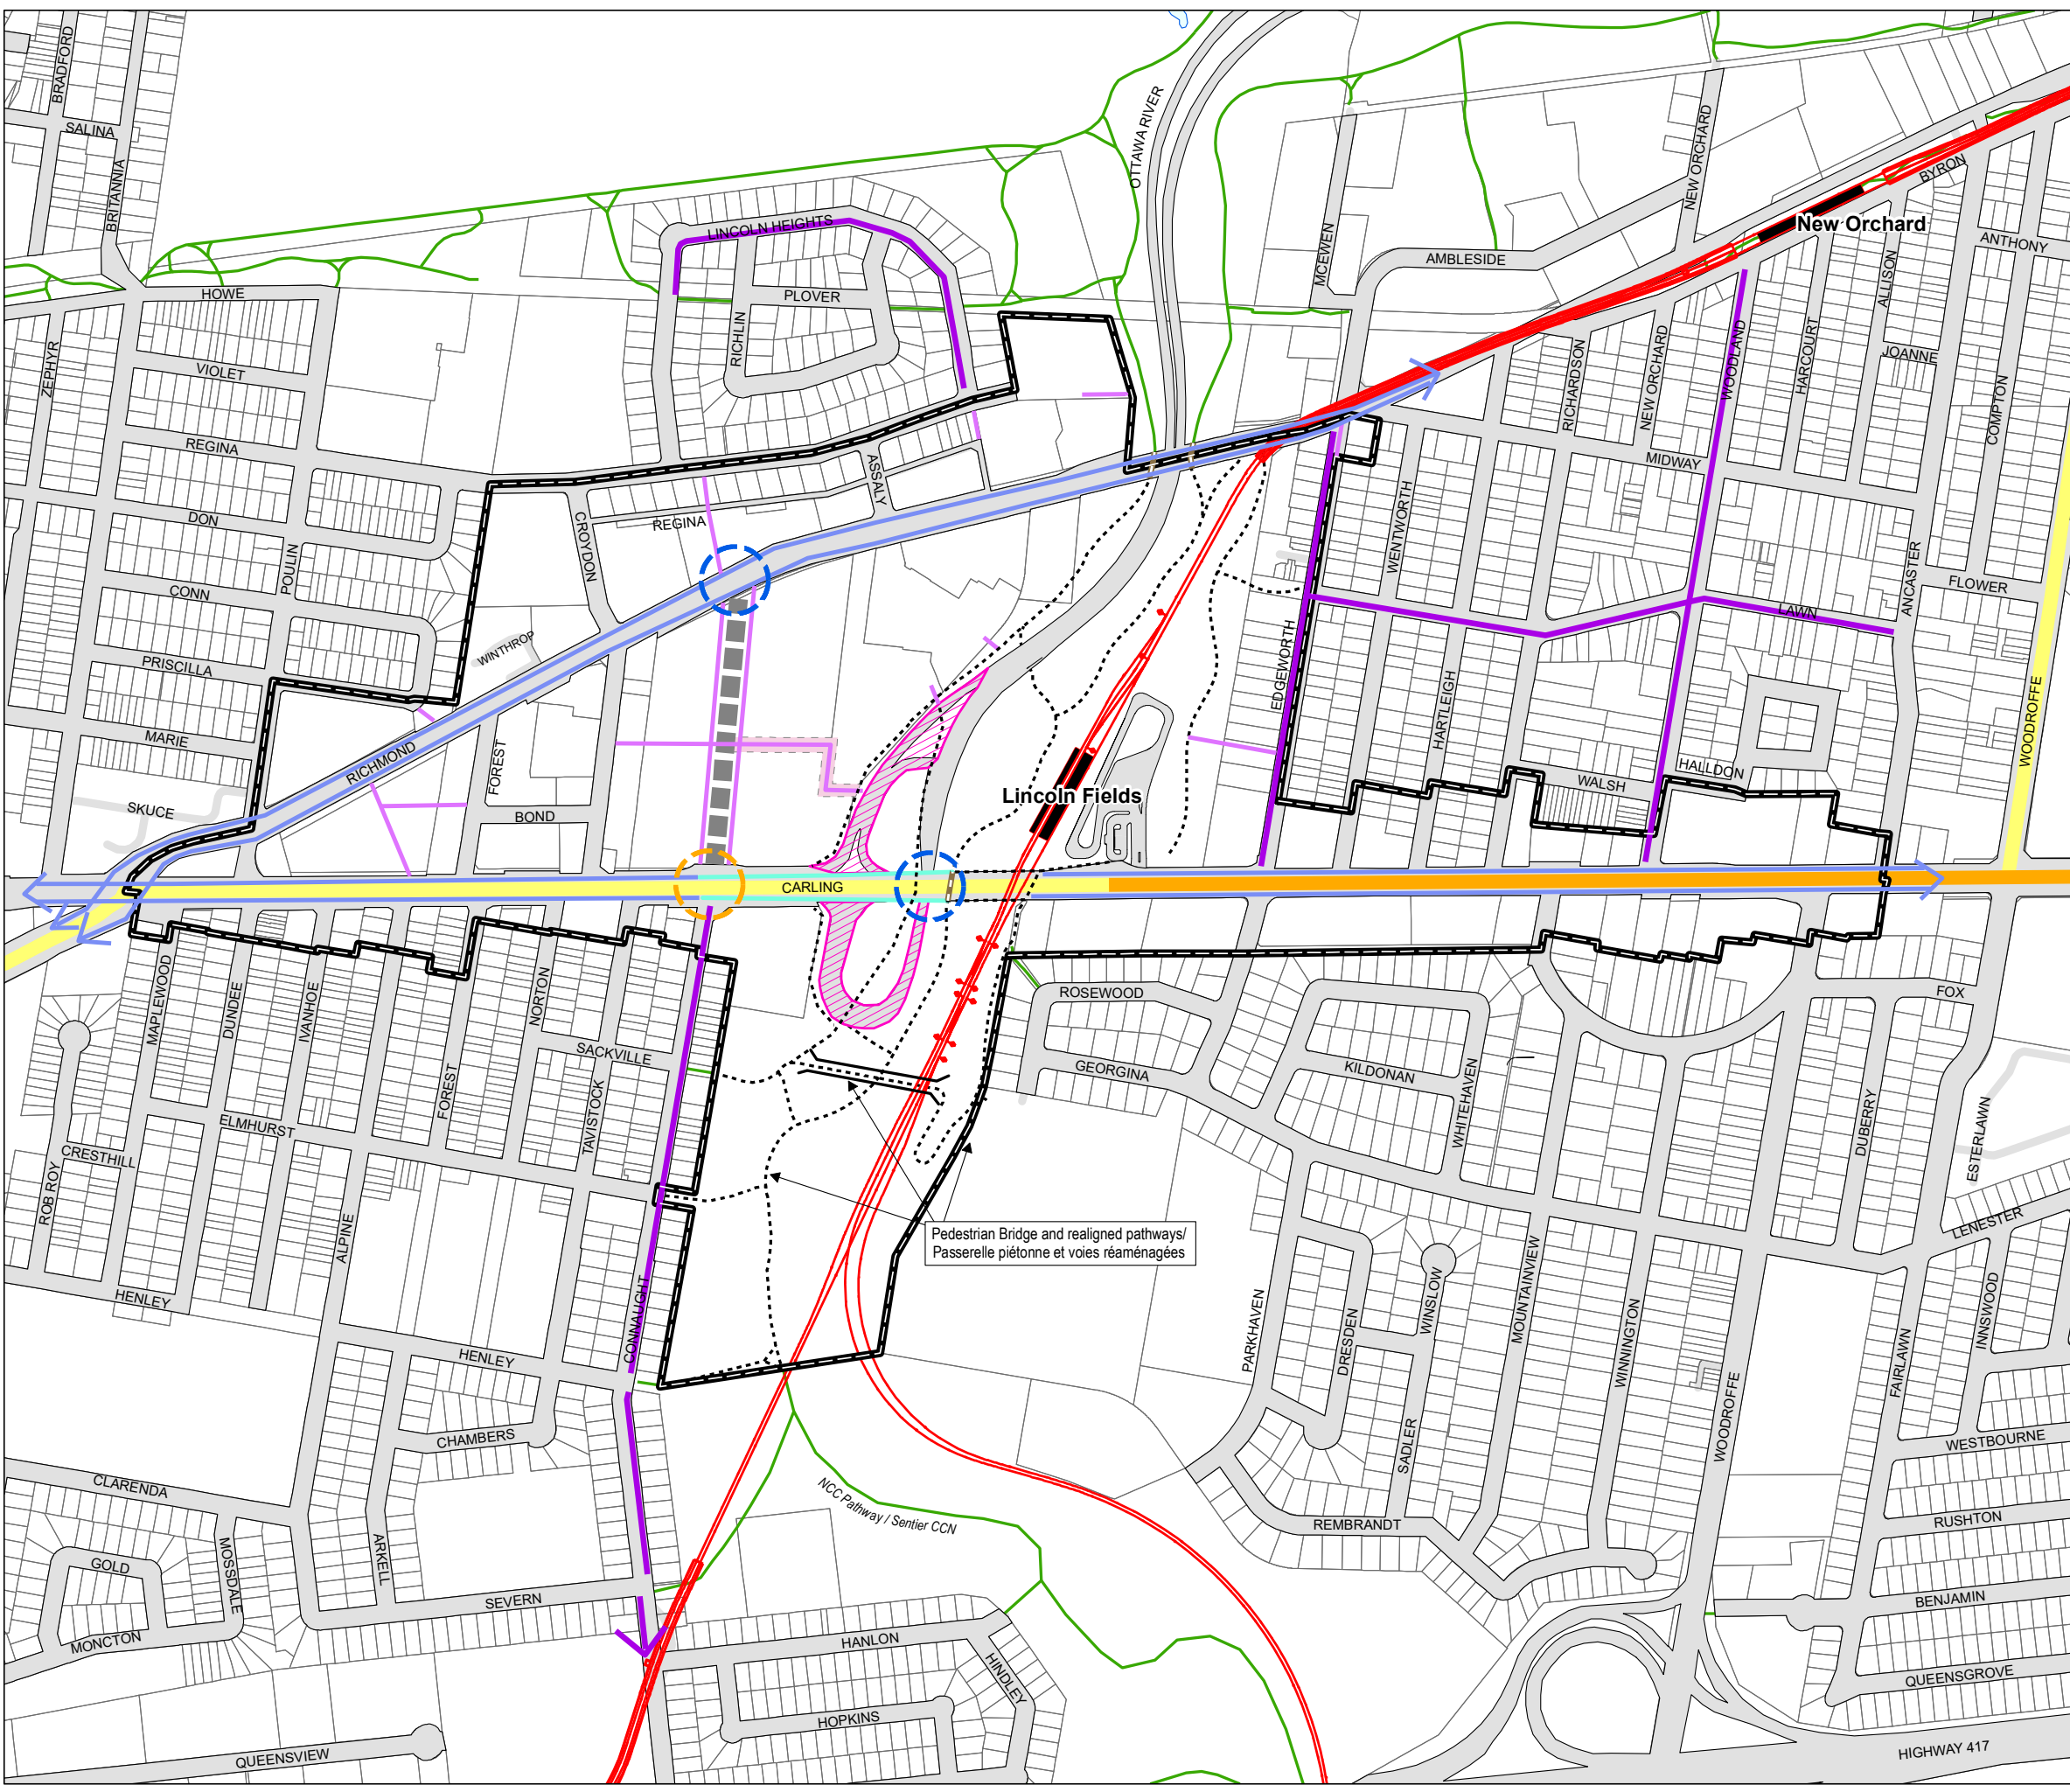 BRADFORD
SALINA
BRITANNIA
OTTAWA RIVER
NEW ORCHARD
BYRON
New Orchard
ANTHONY
LINCOLN HEIGHTS
MCEWEN
AMBLESIDE
ALLISON
HOWE
PLOVER
RICHLIN
ZEPHYR
VIOLET
RICHARDSON
NEW ORCHARD
WOODLAND
HARCOURT
JOANNE
COMPTON
REGINA
ASSALY
MIDWAY
DON
REGINA
CROYDON
WENTWORTH
POULIN
CONN
ANCASTER
FLOWER
LAWN
WINTHROP
PRISCILLA
EDGEWORTH
HARTLEIGH
WOODROFFE
MARIE
RICHMOND
FOREST
HALLDON
WALSH
Lincoln Fields
SKUCE
BOND
CARLING
MAPLEWOOD
DUNDEE
IVANHOE
NORTON
ROSEWOOD
FOX
SACKVILLE
GEORGINA
KILDONAN
WHITEHAVEN
FOREST
TAVISTOCK
ELMHURST
DUBERRY
ESTERLAWN
CRESTHILL
ROB ROY
ALPINE
Pedestrian Bridge and realigned pathways/
Passerelle piétonne et voies réaménagées
LENESTER
HENLEY
CONNAUGHT
PARKHAVEN
DRESDEN
WINSLOW
MOUNTAINVIEW
WINNINGTON
INNSWOOD
FAIRLAWN
HENLEY
WOODROFFE
CHAMBERS
SADLER
WESTBOURNE
CLARENDA
NCC Pathway / Sentier CCN
REMBRANDT
RUSHTON
GOLD
MOSSDALE
ARKELL
SEVERN
BENJAMIN
MONCTON
HANLON
HINDLEY
QUEENSGROVE
HOPKINS
QUEENSVIEW
HIGHWAY 417